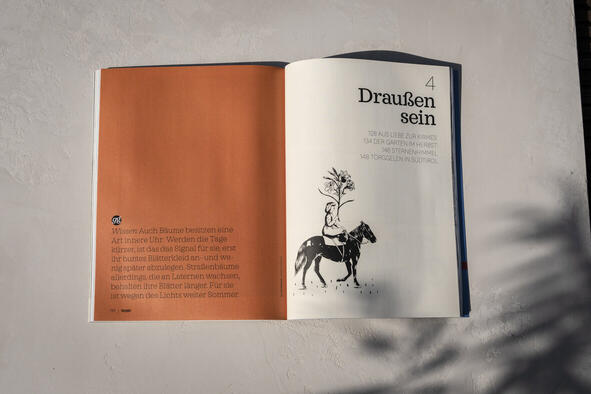 Wissen Auch Bäume besitzen eine
Art innere Uhr: Werden die Tage
kürzer, ist das das Signal für sie, erst
ihr buntes Blätterkleid an- und we-
nig später abzulegen. Straßenbäume
allerdings, die an Laternen wachsen,
behalten ihre Blätter länger. Für sie
ist wegen des Lichts weiter Sommer.
4
Draußen
sein
128 AUS LIEBE ZUR KIRMES!
134 DER GARTEN IM HERBST
146 STERNENHIMMEL
148 TÖRGGELEN IN SÜDTIROL